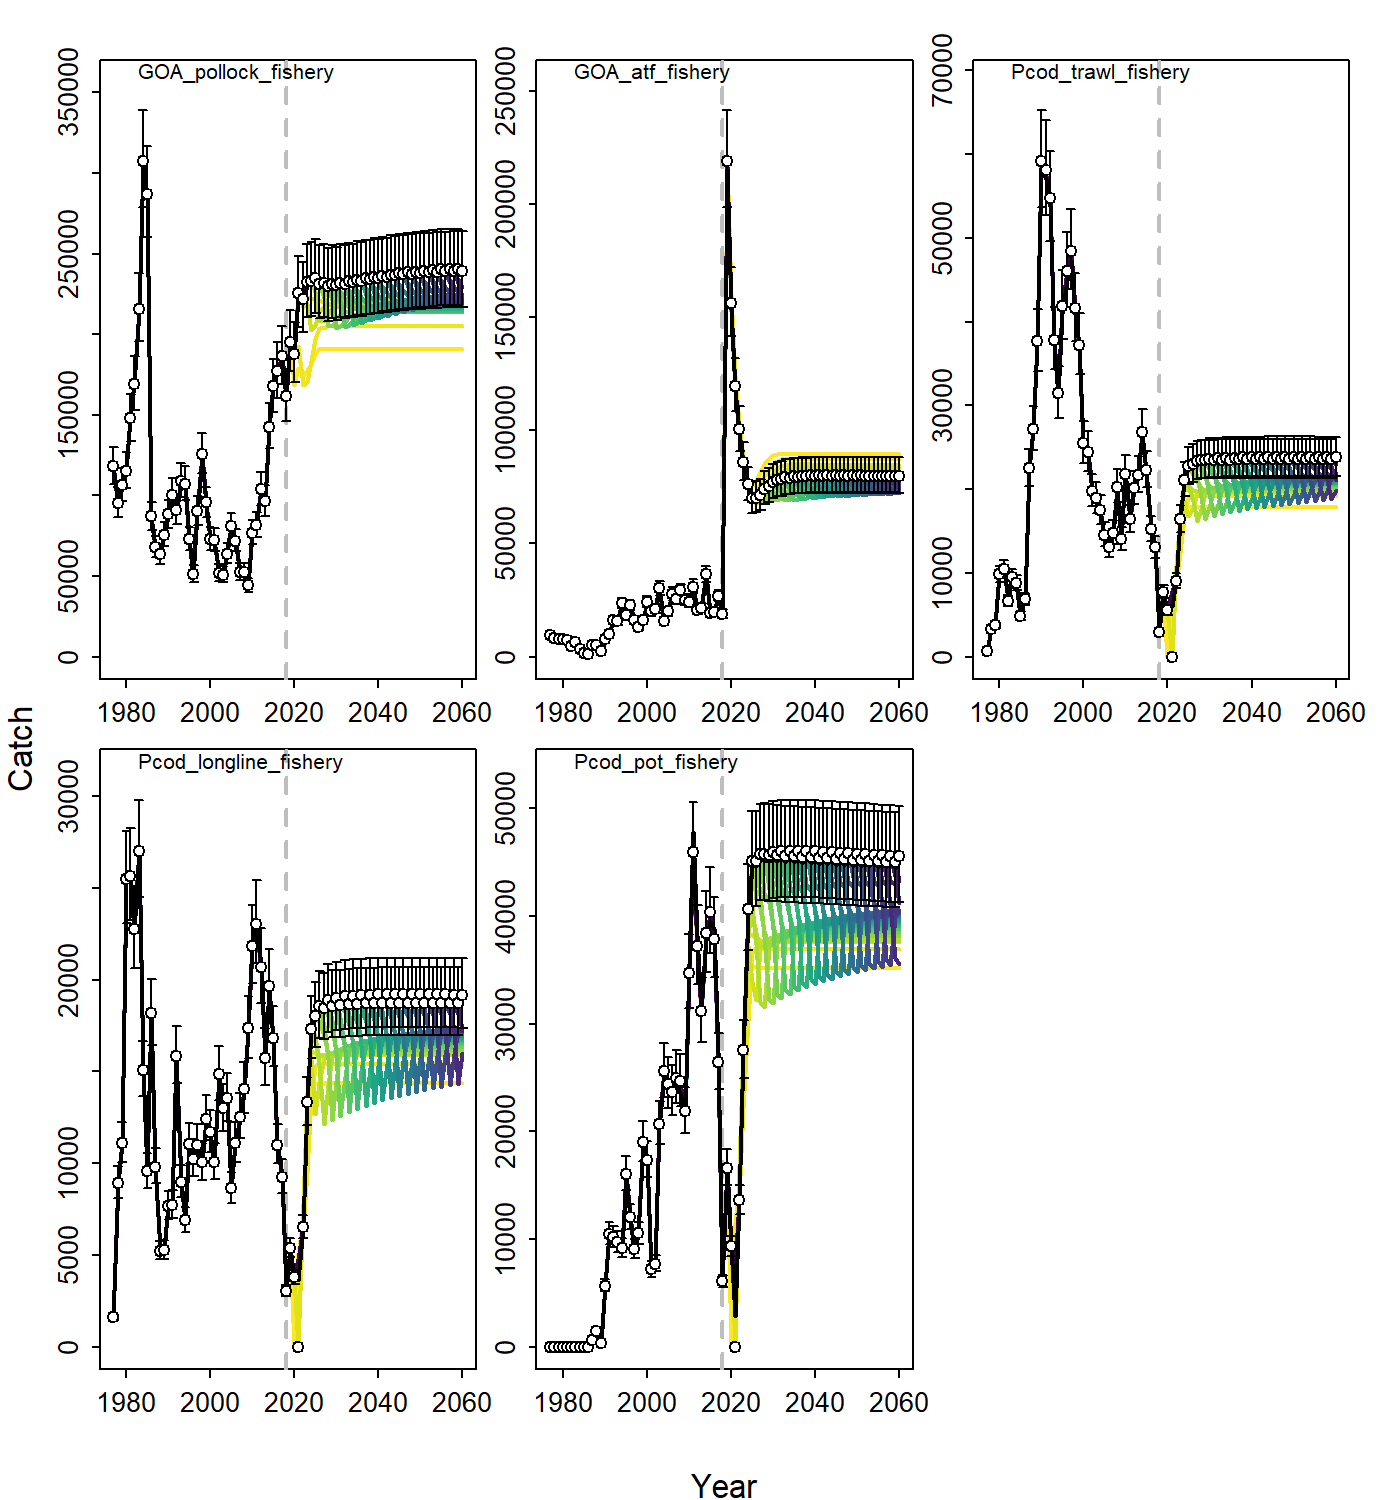 GOA_pollock_fishery
350000
250000
150000
50000
0
1980 2000 2020 2040 2060
GOA_atf_fishery
250000
200000
150000
100000
50000
0
1980 2000 2020 2040 2060
Pcod_trawl_fishery
70000
50000
30000
10000
0
1980 2000 2020 2040 2060
Catch
Pcod_longline_fishery
30000
20000
10000
5000
0
1980 2000 2020 2040 2060
Pcod_pot_fishery
50000
40000
30000
20000
10000
0
1980 2000 2020 2040 2060
Year